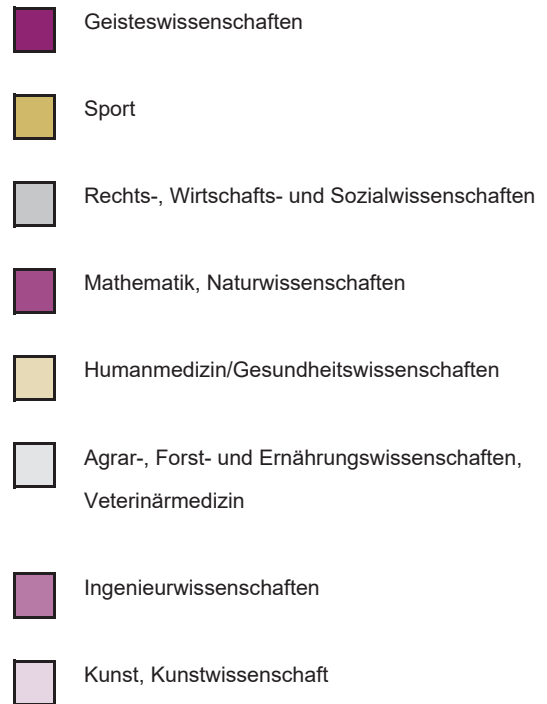 Geisteswissenschaften
Sport
Rechts-, Wirtschafts- und Sozialwissenschaften
Mathematik, Naturwissenschaften
Humanmedizin/Gesundheitswissenschaften
Agrar-, Forst- und Ernährungswissenschaften,
Veterinärmedizin
Ingenieurwissenschaften
Kunst, Kunstwissenschaft